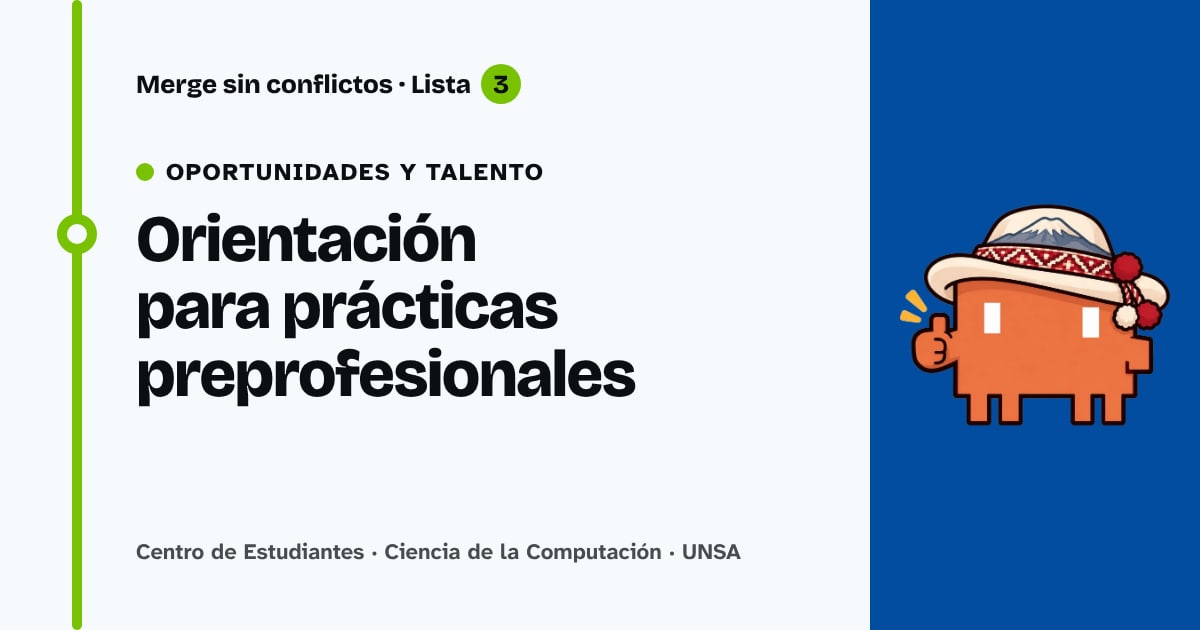 Merge sin conflictos · Lista 3
OPORTUNIDADES Y TALENTO
Orientación
para prácticas
preprofesionales
Centro de Estudiantes · Ciencia de la Computación · UNSA